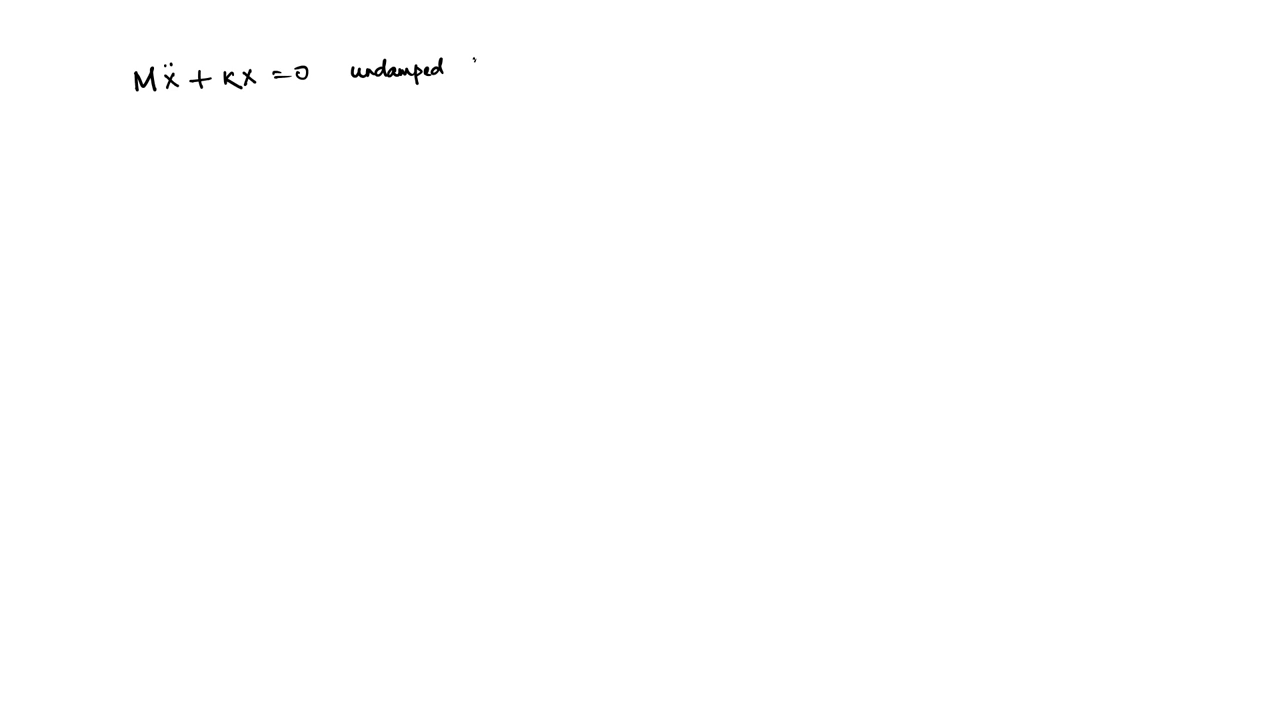 Mẍ + Kx = 0 undamped